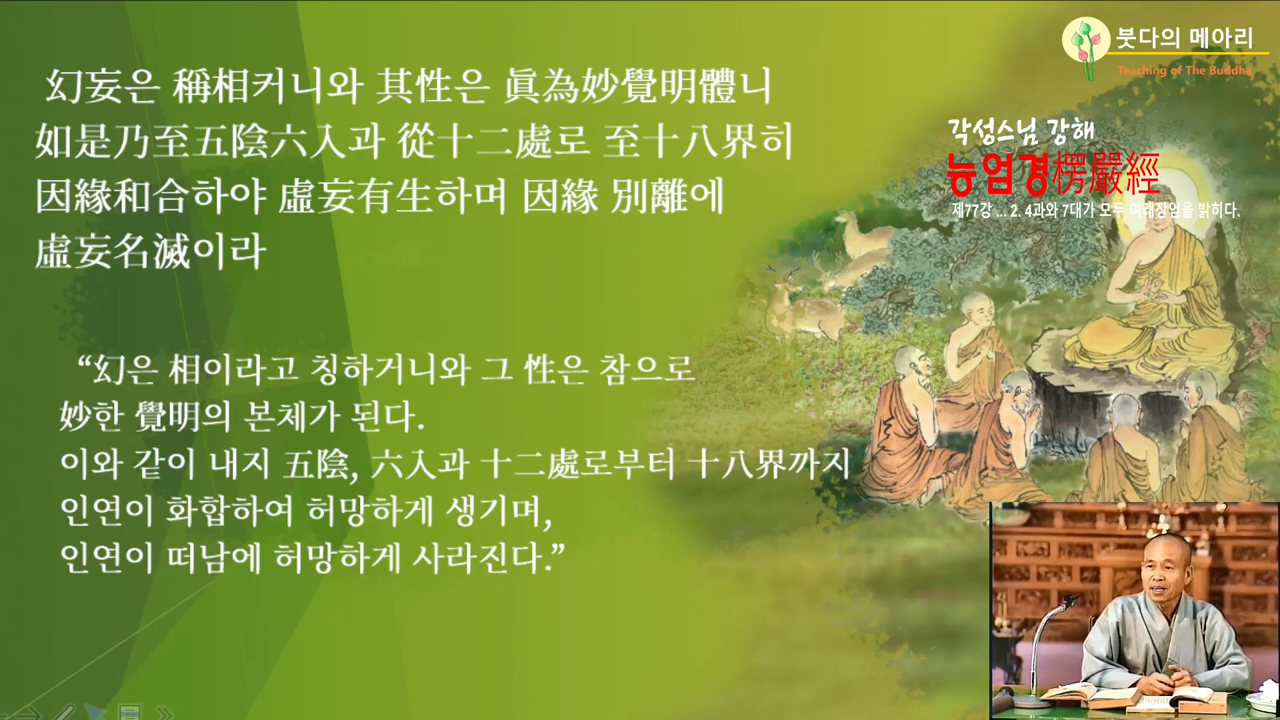 붓다의 메아리
Teaching of The Buddha
각성스님 강해
능엄경楞嚴經
제77강 ... 2. 4과와 7대가 모두 여래장임을 밝히다.
幻妄은 稱相커니와 其性은 眞為妙覺明體니
如是乃至五陰六入과 從十二處로 至十八界히
因緣和合하야 虛妄有生하며 因緣 別離에
虛妄名滅이라
“幻은 相이라고 칭하거니와 그 性은 참으로
妙한 覺明의 본체가 된다.
이와 같이 내지 五陰, 六入과 十二處로부터 十八界까지
인연이 화합하여 허망하게 생기며,
인연이 떠남에 허망하게 사라진다.”